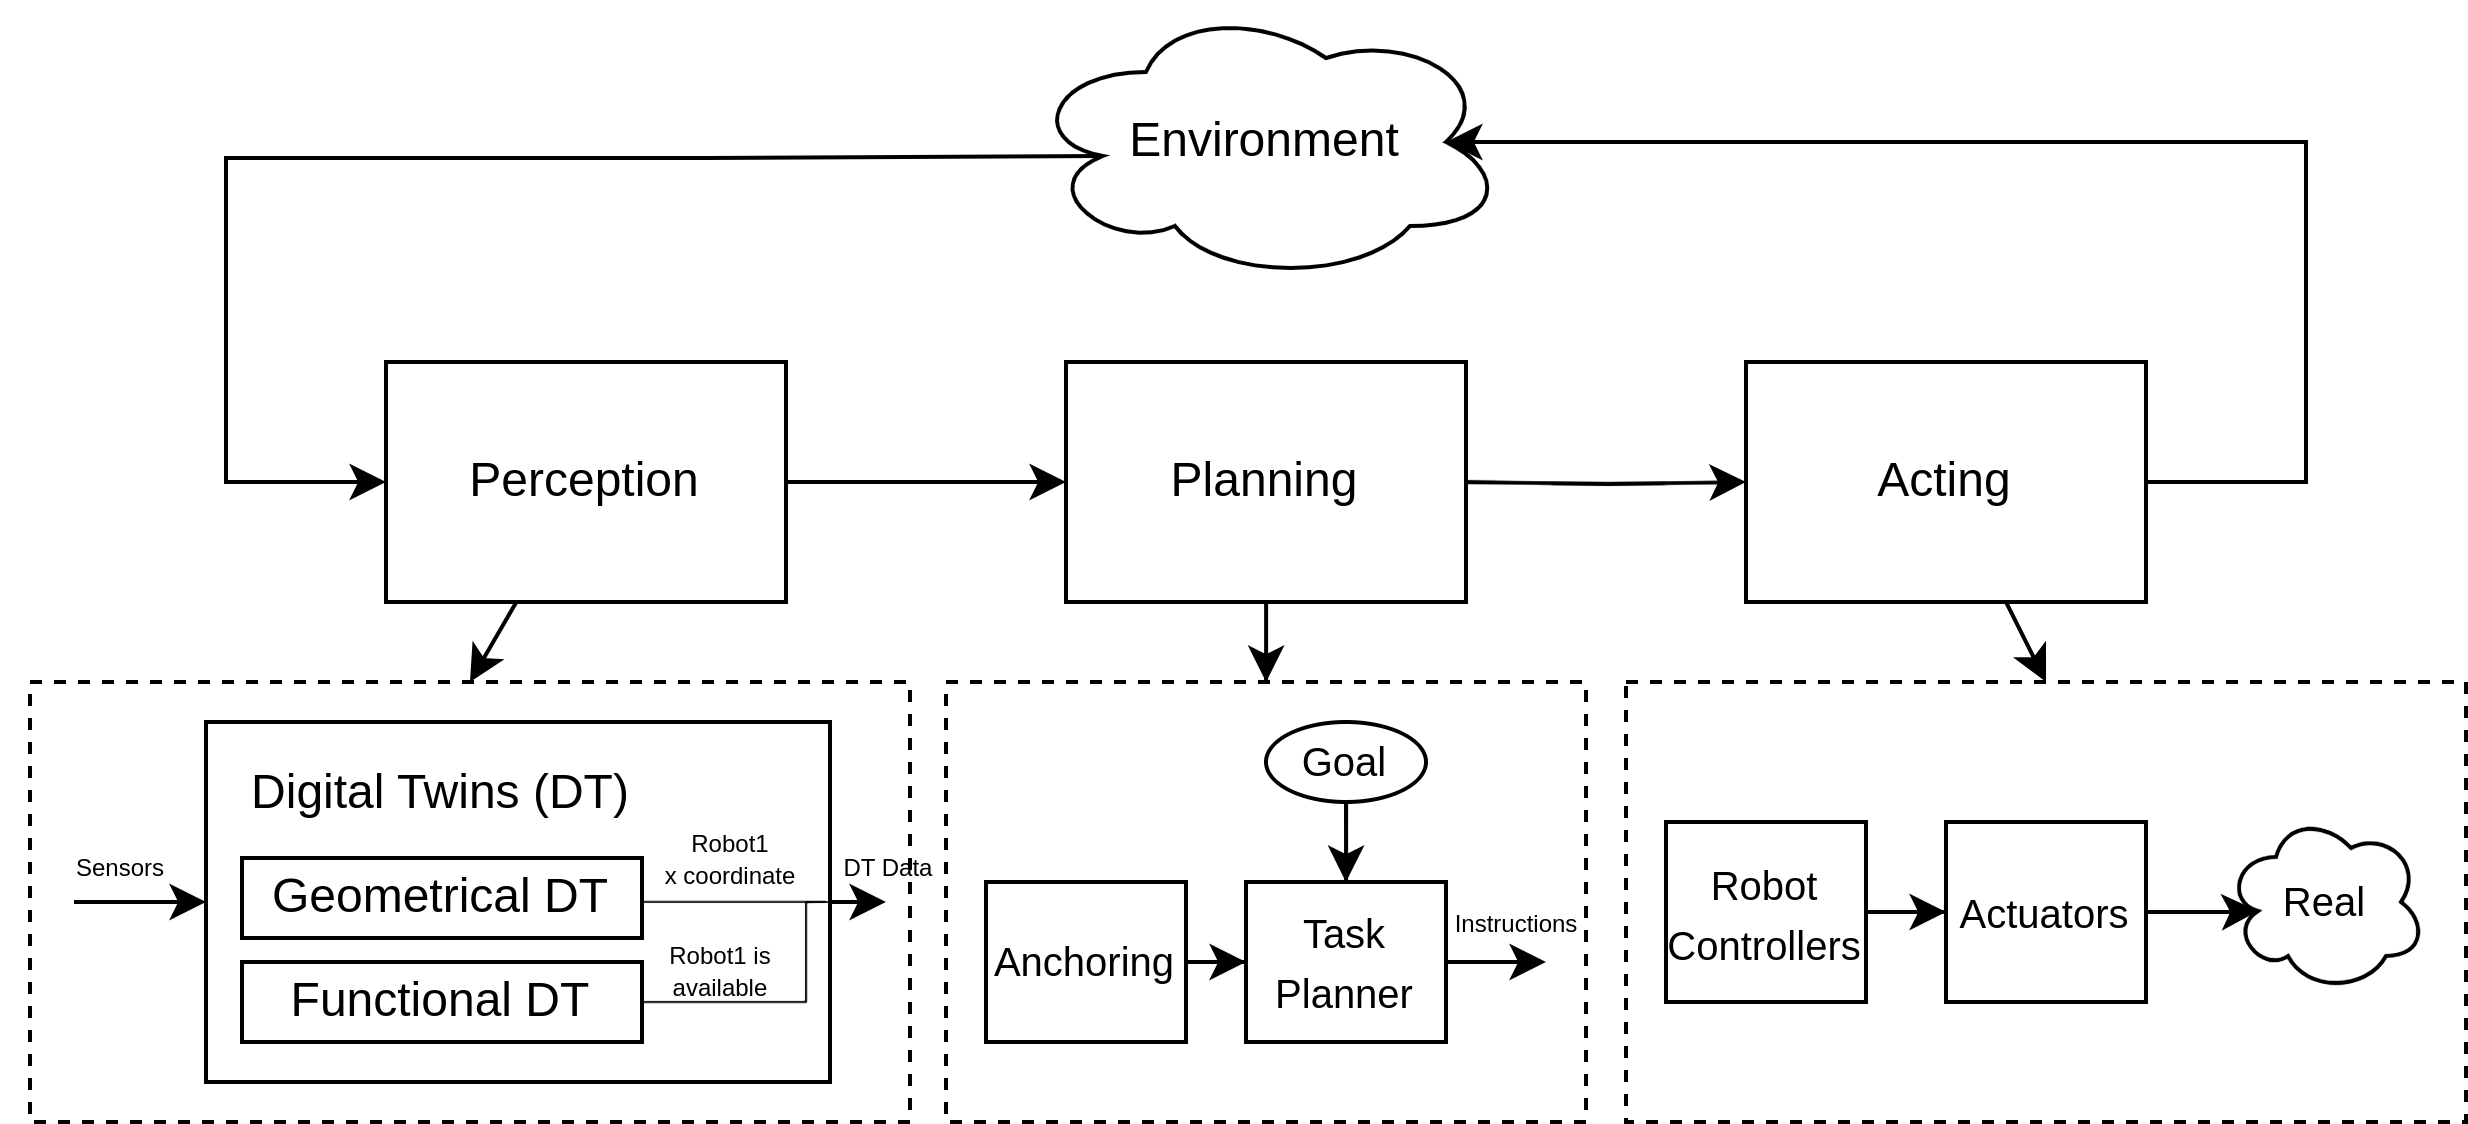 Environment
Perception
Planning
Acting
Digital Twins (DT)
Sensors
Geometrical DT
Robot1
x coordinate
DT Data
Functional DT
Robot1 is
available
Goal
Anchoring
Task
Planner
Instructions
Robot
Controllers
Actuators
Real